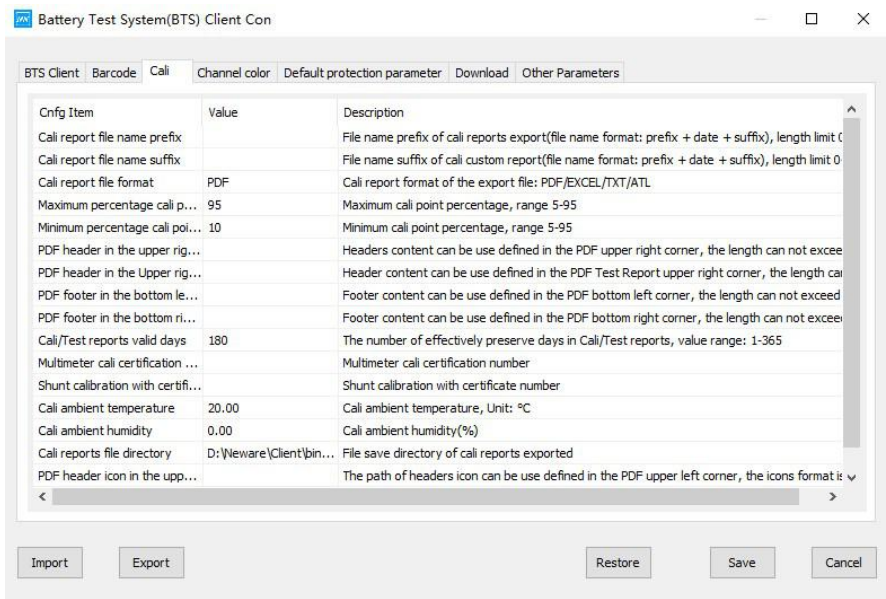 Battery Test System(BTS) Client Con
BTS Client Barcode Cali Channel color Default protection parameter Download Other Parameters
Cnfg Item Value Description
Cali report file name prefix File name prefix of cali reports export(file name format: prefix + date + suffix), length limit
Cali report file name suffix File name suffix of cali custom report(file name format: prefix + date + suffix), length limit 0
Cali report file format PDF Cali report format of the export file: PDF/EXCEL/TXT/ATL
Maximum percentage cali p... 95 Maximum cali point percentage, range 5-95
Minimum percentage cali poi... 10 Minimum cali point percentage, range 5-95
PDF header in the upper rig... Headers content can be use defined in the PDF upper right corner, the length can not excee
PDF header in the Upper rig... Header content can be use defined in the PDF Test Report upper right corner, the length ca
PDF footer in the bottom le... Footer content can be use defined in the PDF bottom left corner, the length can not exceed
PDF footer in the bottom ri... Footer content can be use defined in the PDF bottom right corner, the length can not excee
Cali/Test reports valid days 180 The number of effectively preserve days in Cali/Test reports, value range: 1-365
Multimeter cali certification ... Multimeter cali certification number
Shunt calibration with certifi... Shunt calibration with certificate number
Cali ambient temperature 20.00 Cali ambient temperature, Unit: °C
Cali ambient humidity 0.00 Cali ambient humidity(%)
Cali reports file directory D:\Neware\Client\bin... File save directory of cali reports exported
PDF header icon in the upp... The path of headers icon can be use defined in the PDF upper left corner, the icons format is
Import Export Restore Save Cancel